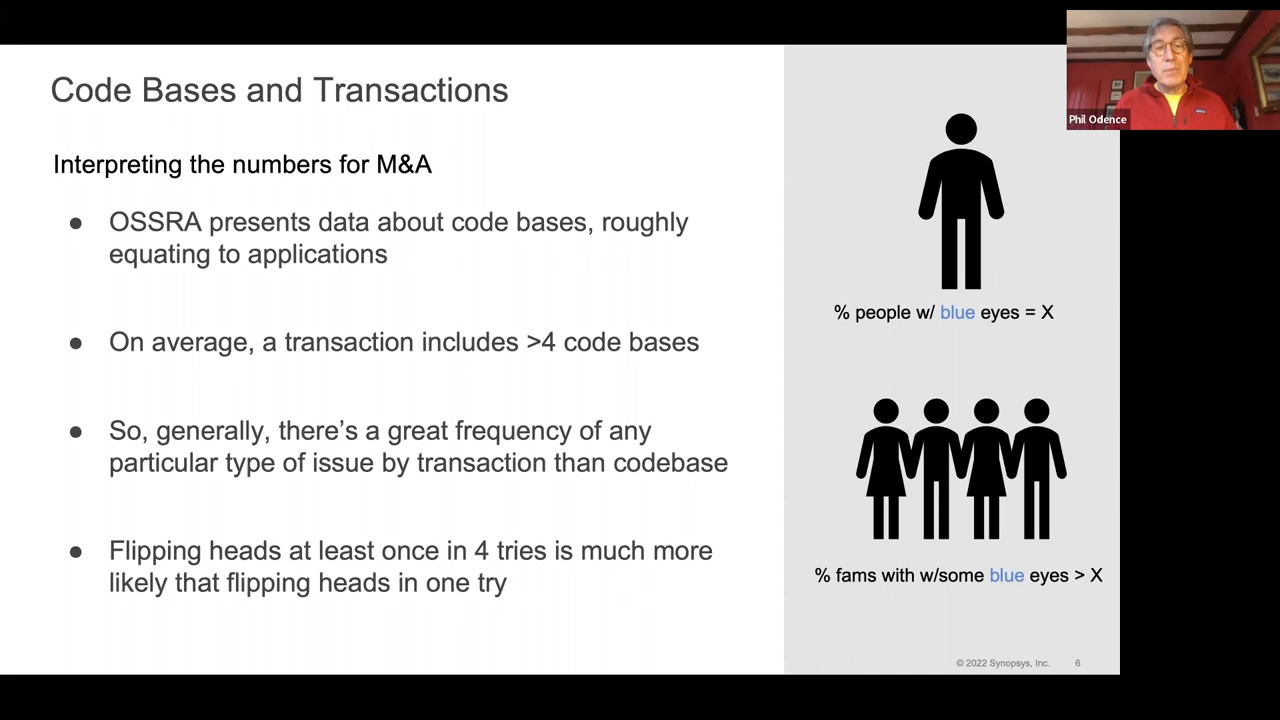 Code Bases and Transactions
Interpreting the numbers for M&A
● OSSRA presents data about code bases, roughly
equating to applications
● On average, a transaction includes >4 code bases
● So, generally, there’s a great frequency of any
particular type of issue by transaction than codebase
● Flipping heads at least once in 4 tries is much more
likely that flipping heads in one try
% people w/ blue eyes = X
% fams with w/some blue eyes > X
© 2022 Synopsys, Inc. 6
Phil Odence